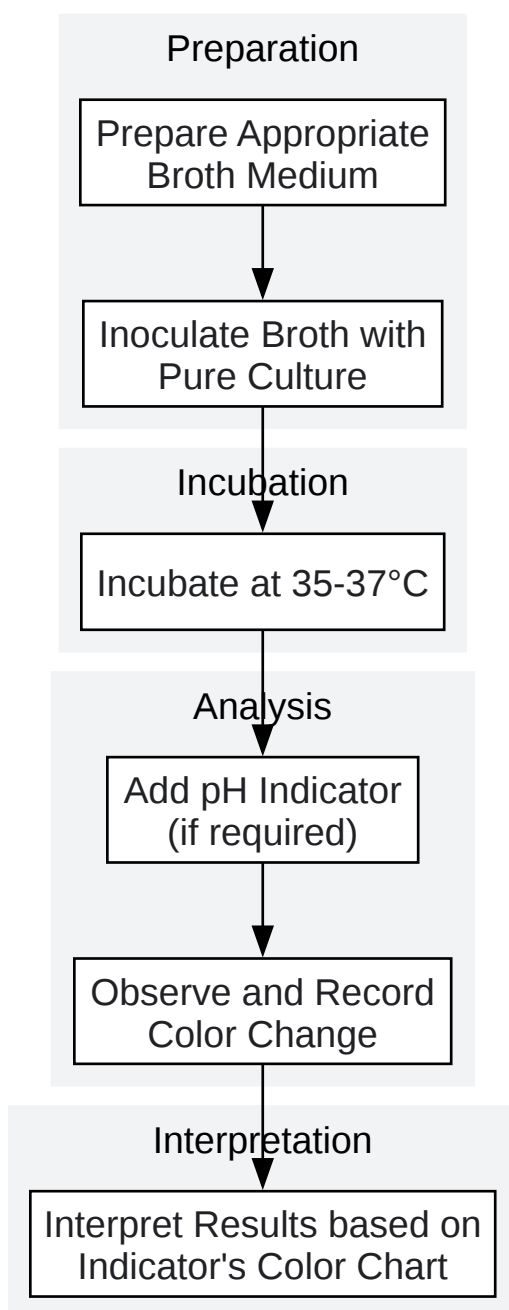 Preparation
Prepare Appropriate
Broth Medium
Inoculate Broth with
Pure Culture
Incubation
Incubate at 35-37°C
Analysis
Add pH Indicator
(if required)
Observe and Record
Color Change
Interpretation
Interpret Results based on
Indicator's Color Chart